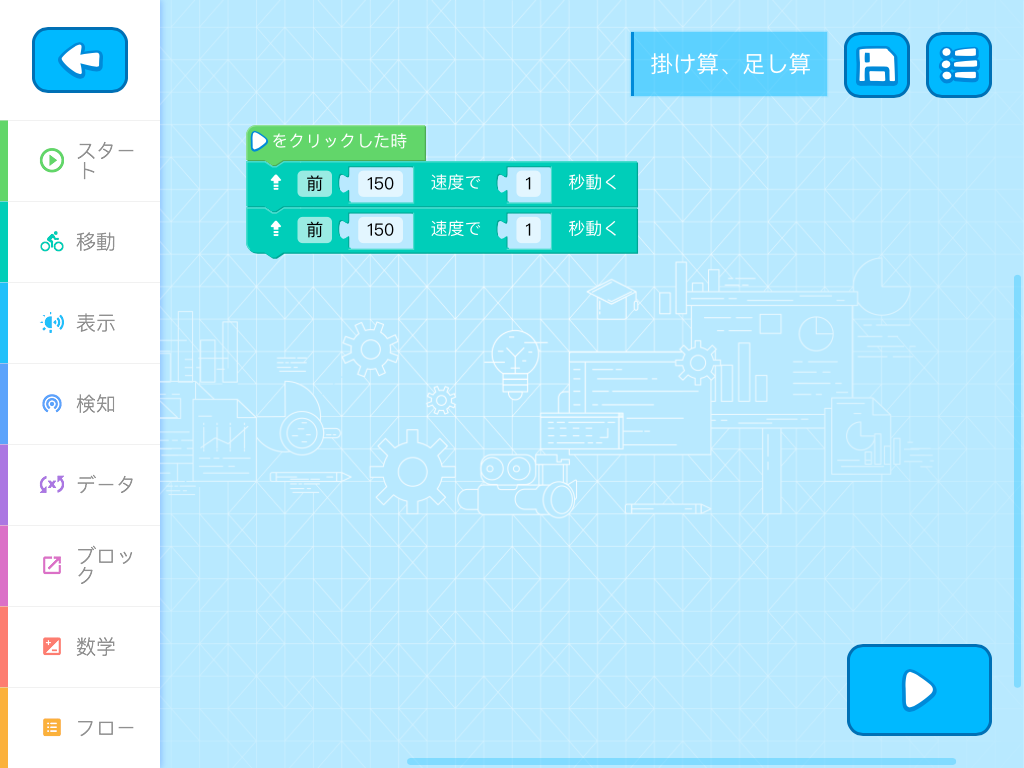 掛け算、足し算
スター
ト
移動
表示
検知
データ
ブロッ
ク
数学
フロー
をクリックした時
前 150 速度で 1 秒動く
前 150 速度で 1 秒動く